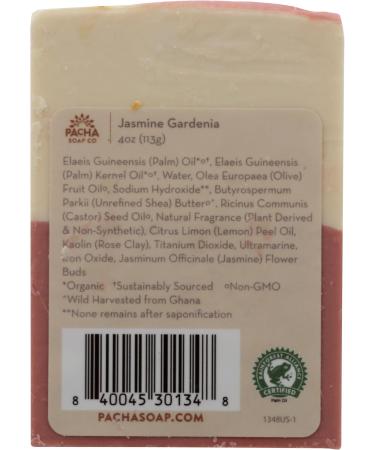 PACHA
SOAP CO
Jasmine Gardenia
4oz (113g)
Elaeis Guineensis (Palm) Oil*º†, Elaeis Guineensis
(Palm) Kernel Oil*º†, Water, Olea Europaea (Olive)
Fruit Oilº, Sodium Hydroxide**, Butyrospermum
Parkii (Unrefined Shea) Butterº^, Ricinus Communis
(Castor) Seed Oilº, Natural Fragrance (Plant Derived
& Non-Synthetic), Citrus Limon (Lemon) Peel Oil,
Kaolin (Rose Clay), Titanium Dioxide, Ultramarine,
Iron Oxide, Jasminum Officinale (Jasmine) Flower
Buds
*Organic †Sustainably Sourced ºNon-GMO
^Wild Harvested from Ghana
**None remains after saponification
8 40045 30134 8
PACHASOAP.COM
RAINFOREST ALLIANCE
CERTIFIED
Palm Oil
1348US-1